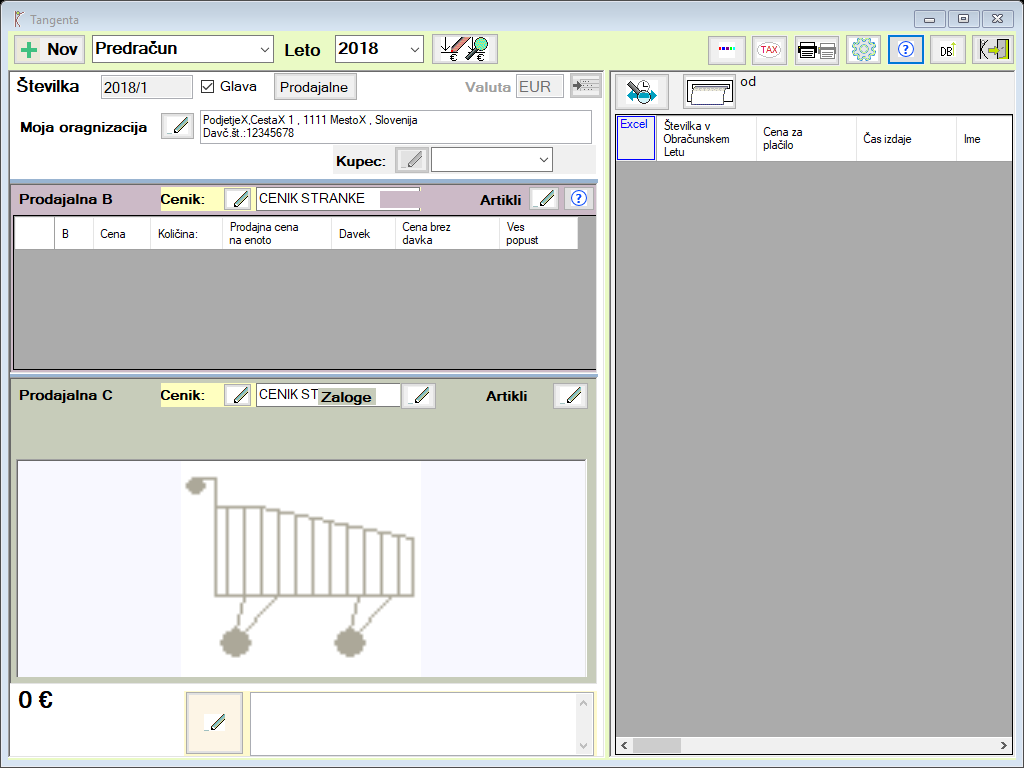 Tangenta
Nov
Predračun
Leto
2018
€ €
TAX
?
DB
Številka
2018/1
Glava
Prodajalne
Valuta
EUR
Moja oragnizacija
PodjetjeX,CestaX 1 , 1111 MestoX , Slovenija
Davč.št.:12345678
Kupec:
Prodajalna B
Cenik:
CENIK STRANKE
Artikli
?
B
Cena
Količina:
Prodajna cena
na enoto
Davek
Cena brez
davka
Ves
popust
Prodajalna C
Cenik:
CENIK ST
Zaloge
Artikli
0 €
od
Excel
Številka v
Obračunskem
Letu
Cena za
plačilo
Čas izdaje
Ime